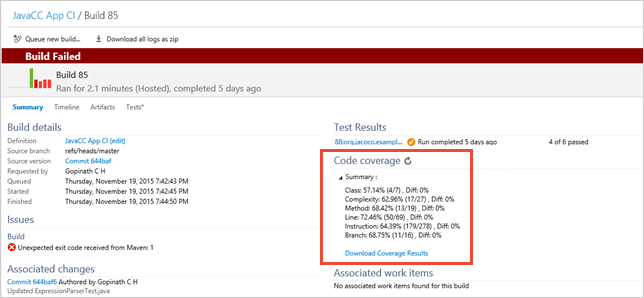 JavaCC App CI / Build 85
Queue new build... Download all logs as zip
Build Failed
Build 85
Ran for 2.1 minutes (Hosted), completed 5 days ago
Summary Timeline Artifacts Tests*
Build details
Definition JavaCC App CI (edit)
Source branch refs/heads/master
Source version Commit 644baf
Requested by Gopinath C H
Queued Thursday, November 19, 2015 7:42:43 PM
Started Thursday, November 19, 2015 7:42:45 PM
Finished Thursday, November 19, 2015 7:44:50 PM
Issues
Build
Unexpected exit code received from Maven: 1
Associated changes
Commit 644baf6 Authored by Gopinath C H
Updated ExpressionParserTest.java
Test Results
88:org.jacoco.exampl... Run completed 5 days ago 4 of 6 passed
Code coverage
Summary :
Class: 57.14% (4/7) , Diff: 0%
Complexity: 62.96% (17/27) , Diff: 0%
Method: 68.42% (13/19) , Diff: 0%
Line: 72.46% (50/69) , Diff: 0%
Instruction: 64.39% (179/278) , Diff: 0%
Branch: 68.75% (11/16) , Diff: 0%
Download Coverage Results
Associated work items
No associated work items found for this build